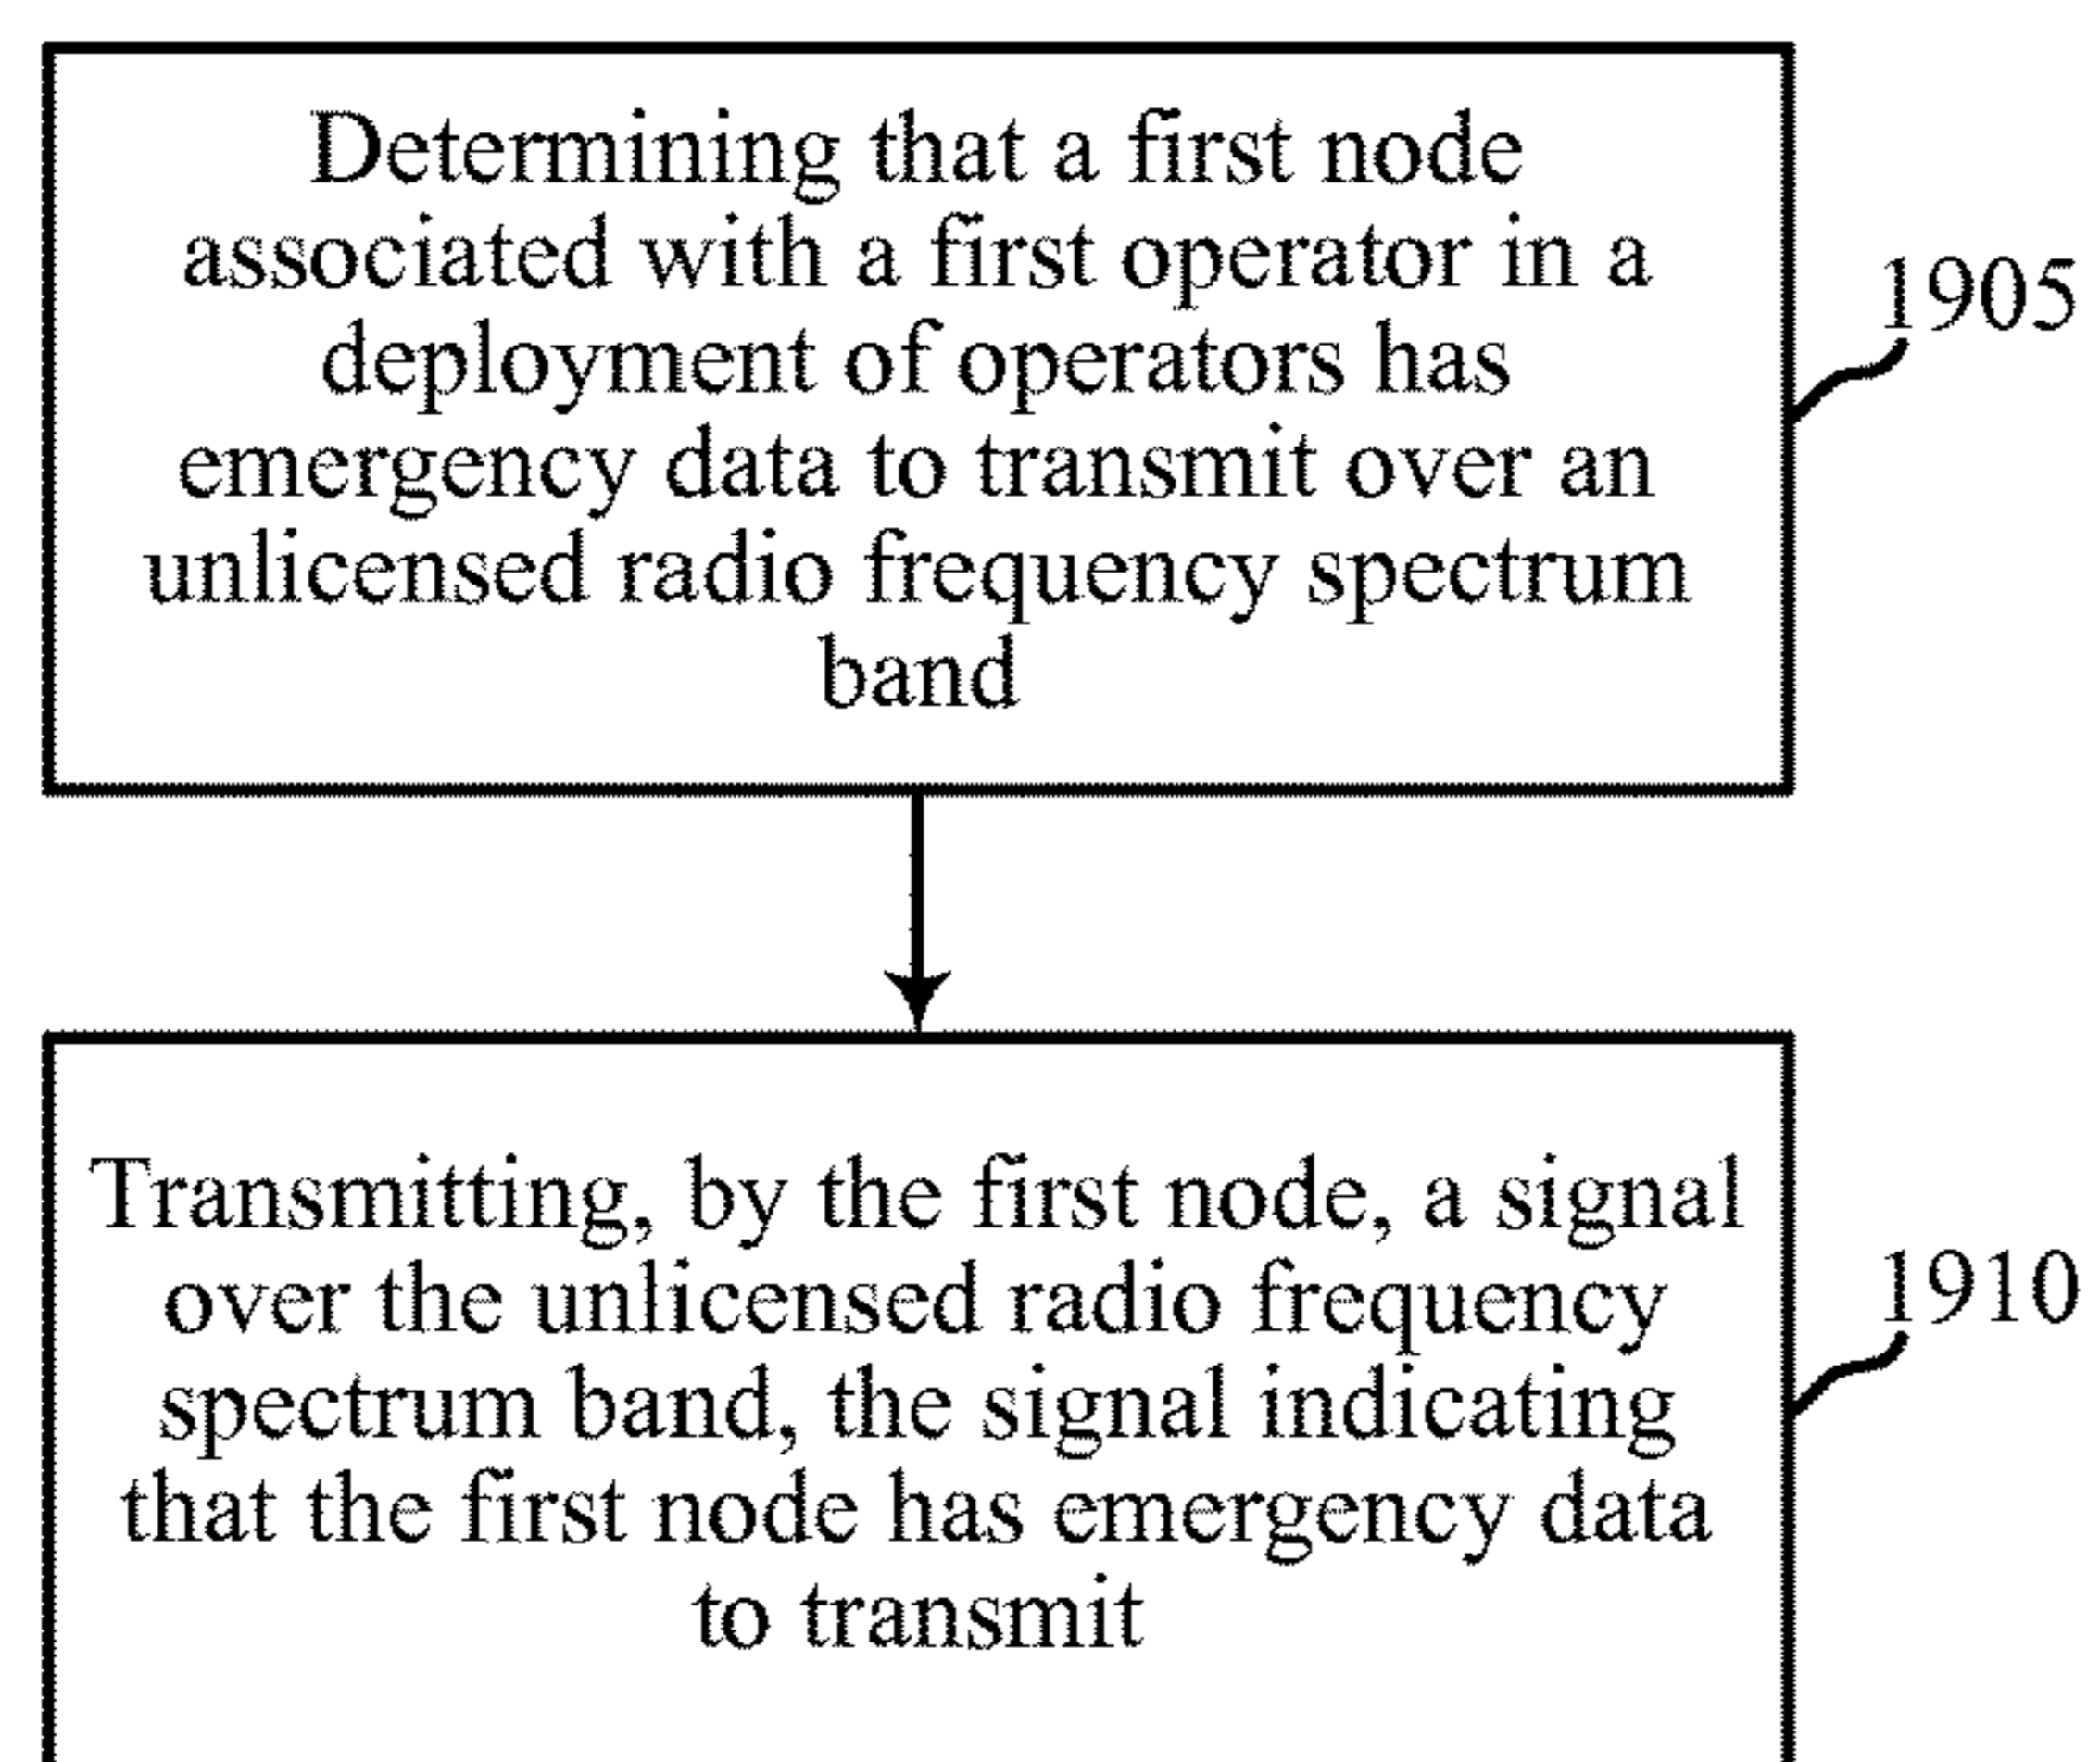 Determining that a first node
associated with a first operator in a
deployment of operators has
emergency data to transmit over an
unlicensed radio frequency spectrum
band
1905
Transmitting, by the first node, a signal
over the unlicensed radio frequency
spectrum band, the signal indicating
that the first node has emergency data
to transmit
1910